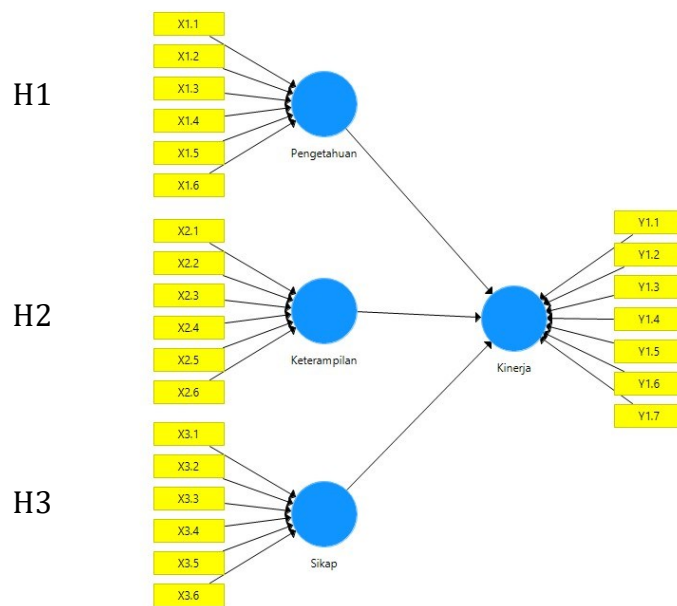 H1
X1.1
X1.2
X1.3
X1.4
X1.5
X1.6
Pengetahuan
H2
X2.1
X2.2
X2.3
X2.4
X2.5
X2.6
Keterampilan
H3
X3.1
X3.2
X3.3
X3.4
X3.5
X3.6
Sikap
Kinerja
Y1.1
Y1.2
Y1.3
Y1.4
Y1.5
Y1.6
Y1.7